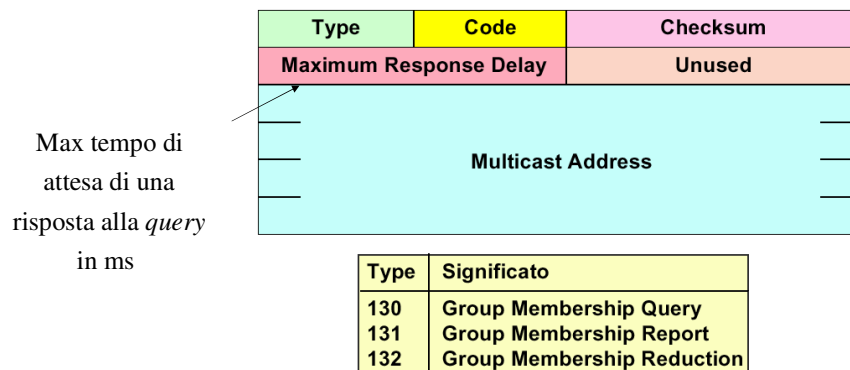 Type Code Checksum
Maximum Response Delay Unused
Max tempo di
attesa di una
risposta alla query
in ms
Multicast Address
Type Significato
130 Group Membership Query
131 Group Membership Report
132 Group Membership Reduction